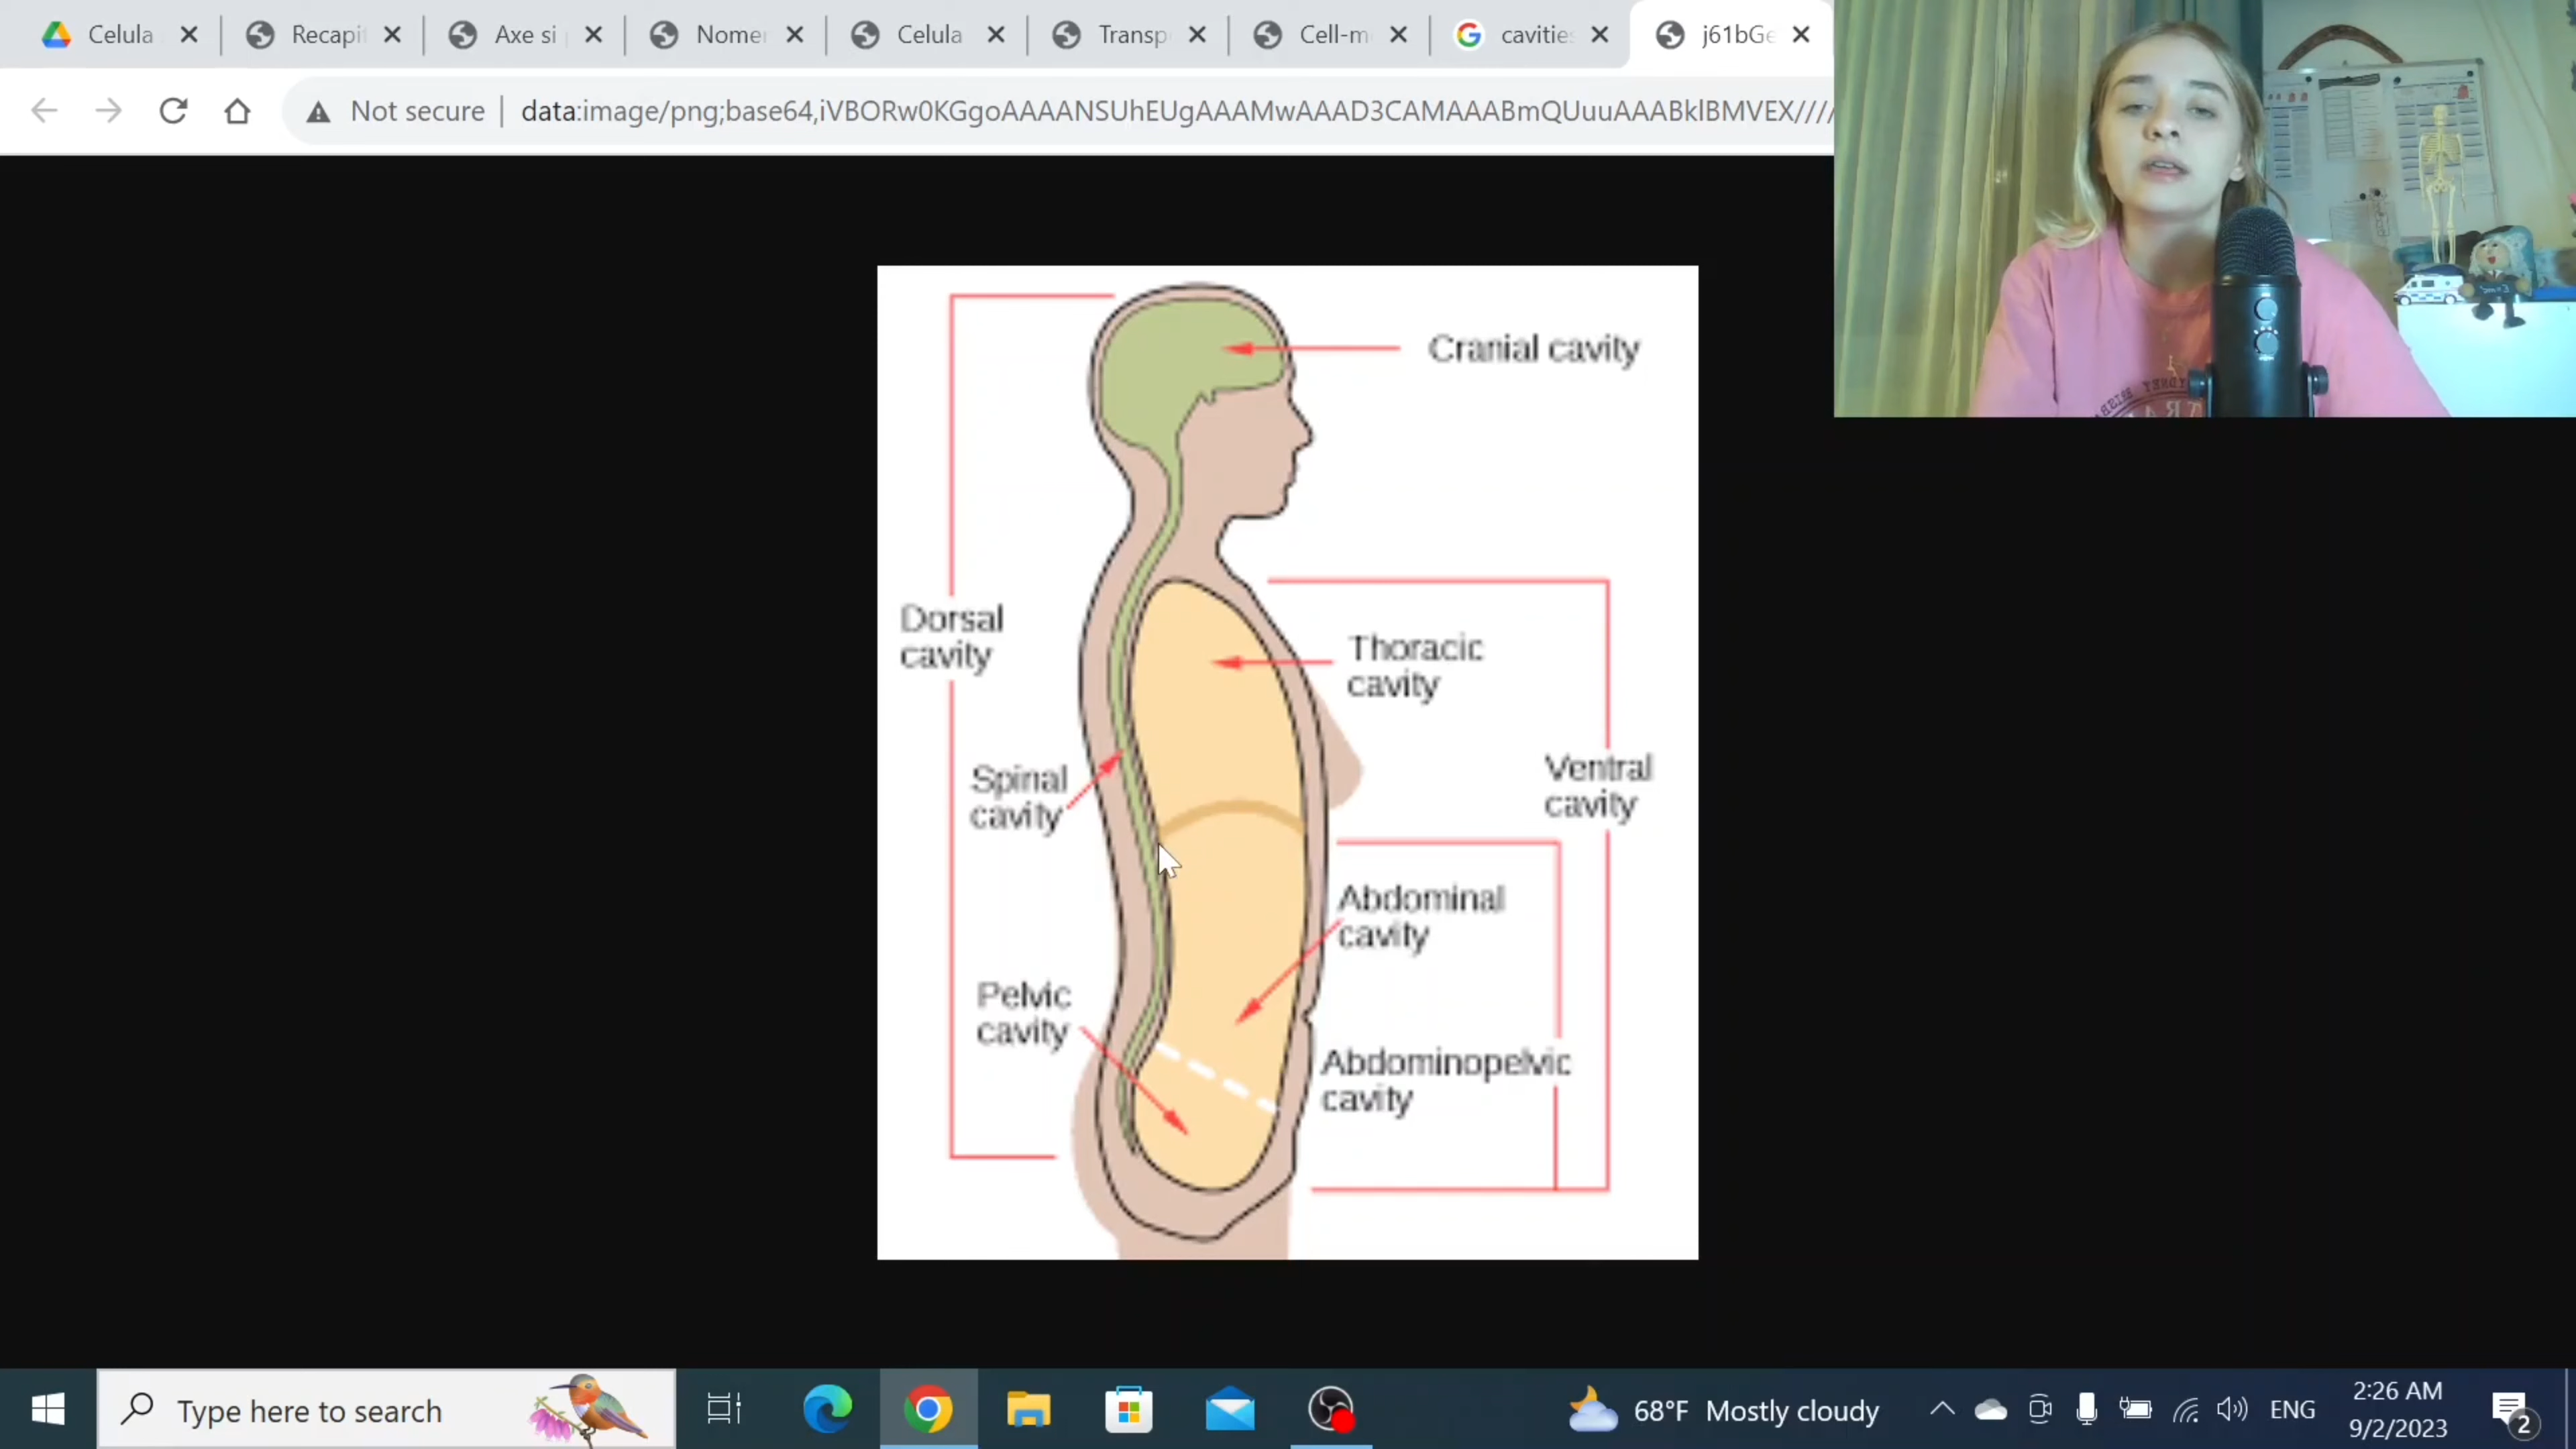 Celula
Recapi
Axe si
Nomer
Celula
Transp
Cell-m
cavities
j61bGe
Not secure
data:image/png;base64,iVBORw0KGgoAAAANSUhEUgAAAMwAAAD3CAMAAABmQUuuAAABklBMVEX////
Cranial cavity
Dorsal
cavity
Thoracic
cavity
Spinal
cavity
Ventral
cavity
Abdominal
cavity
Pelvic
cavity
Abdominopelvic
cavity
Type here to search
68°F Mostly cloudy
ENG
2:26 AM
9/2/2023
2